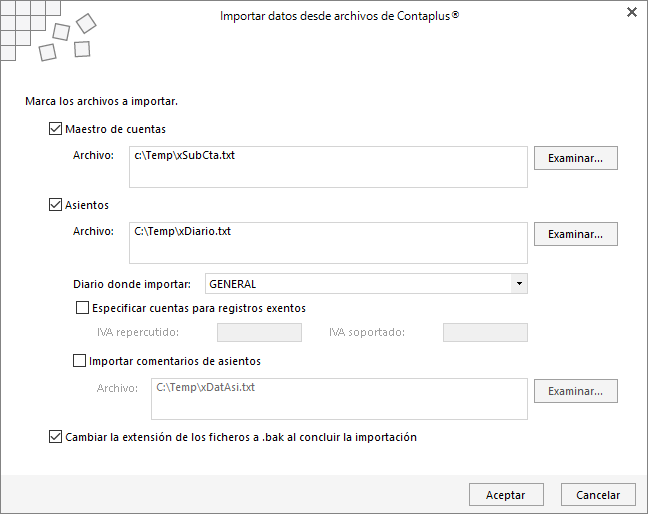 Importar datos desde archivos de Contaplus®
Marca los archivos a importar.
Maestro de cuentas
Archivo: c:\Temp\xSubCta.txt Examinar...
Asientos
Archivo: C:\Temp\xDiario.txt Examinar...
Diario donde importar: GENERAL
Especificar cuentas para registros exentos
IVA repercutido: IVA soportado:
Importar comentarios de asientos
Archivo: C:\Temp\xDatAsi.txt Examinar...
Cambiar la extensión de los ficheros a .bak al concluir la importación
Aceptar Cancelar